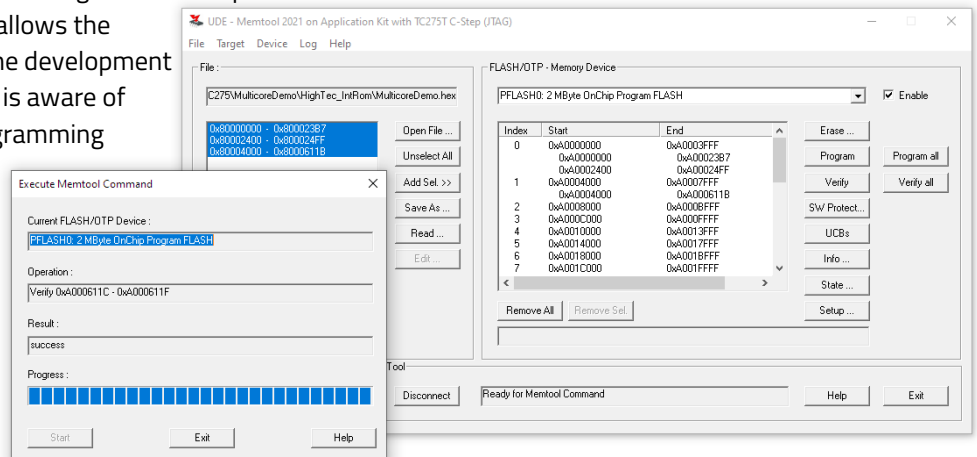 allows the
ne development
is aware of
gramming
UDE - Memtool 2021 on Application Kit with TC275T C-Step (JTAG)
File Target Device Log Help
File :
C275\MulticoreDemo\HighTec_IntRom\MulticoreDemo.hex
0x80000000 - 0x800023B7
0x80002400 - 0x800024FF
0x80004000 - 0x8000611B
Open File ...
Unselect All
Add Sel. >>
Save As ...
Read ...
Edit ...
FLASH/OTP - Memory Device
PFLASH0: 2 MByte OnChip Program FLASH
Enable
Index Start End
0 0xA0000000 0xA0003FFF
0xA0000000 0xA00023B7
0xA0002400 0xA00024FF
1 0xA0004000 0xA0007FFF
0xA0004000 0xA000611B
2 0xA0008000 0xA000BFFF
3 0xA000C000 0xA000FFFF
4 0xA0010000 0xA0013FFF
5 0xA0014000 0xA0017FFF
6 0xA0018000 0xA001BFFF
7 0xA001C000 0xA001FFFF
Erase ...
Program Program all
Verify Verify all
SW Protect...
UCBs
Info ...
State ...
Setup ...
Remove All Remove Sel.
Tool
Disconnect Ready for Memtool Command Help Exit
Execute Memtool Command
Current FLASH/OTP Device :
PFLASH0: 2 MByte OnChip Program FLASH
Operation :
Verify 0xA000611C - 0xA000611F
Result :
success
Progress :
Start Exit Help